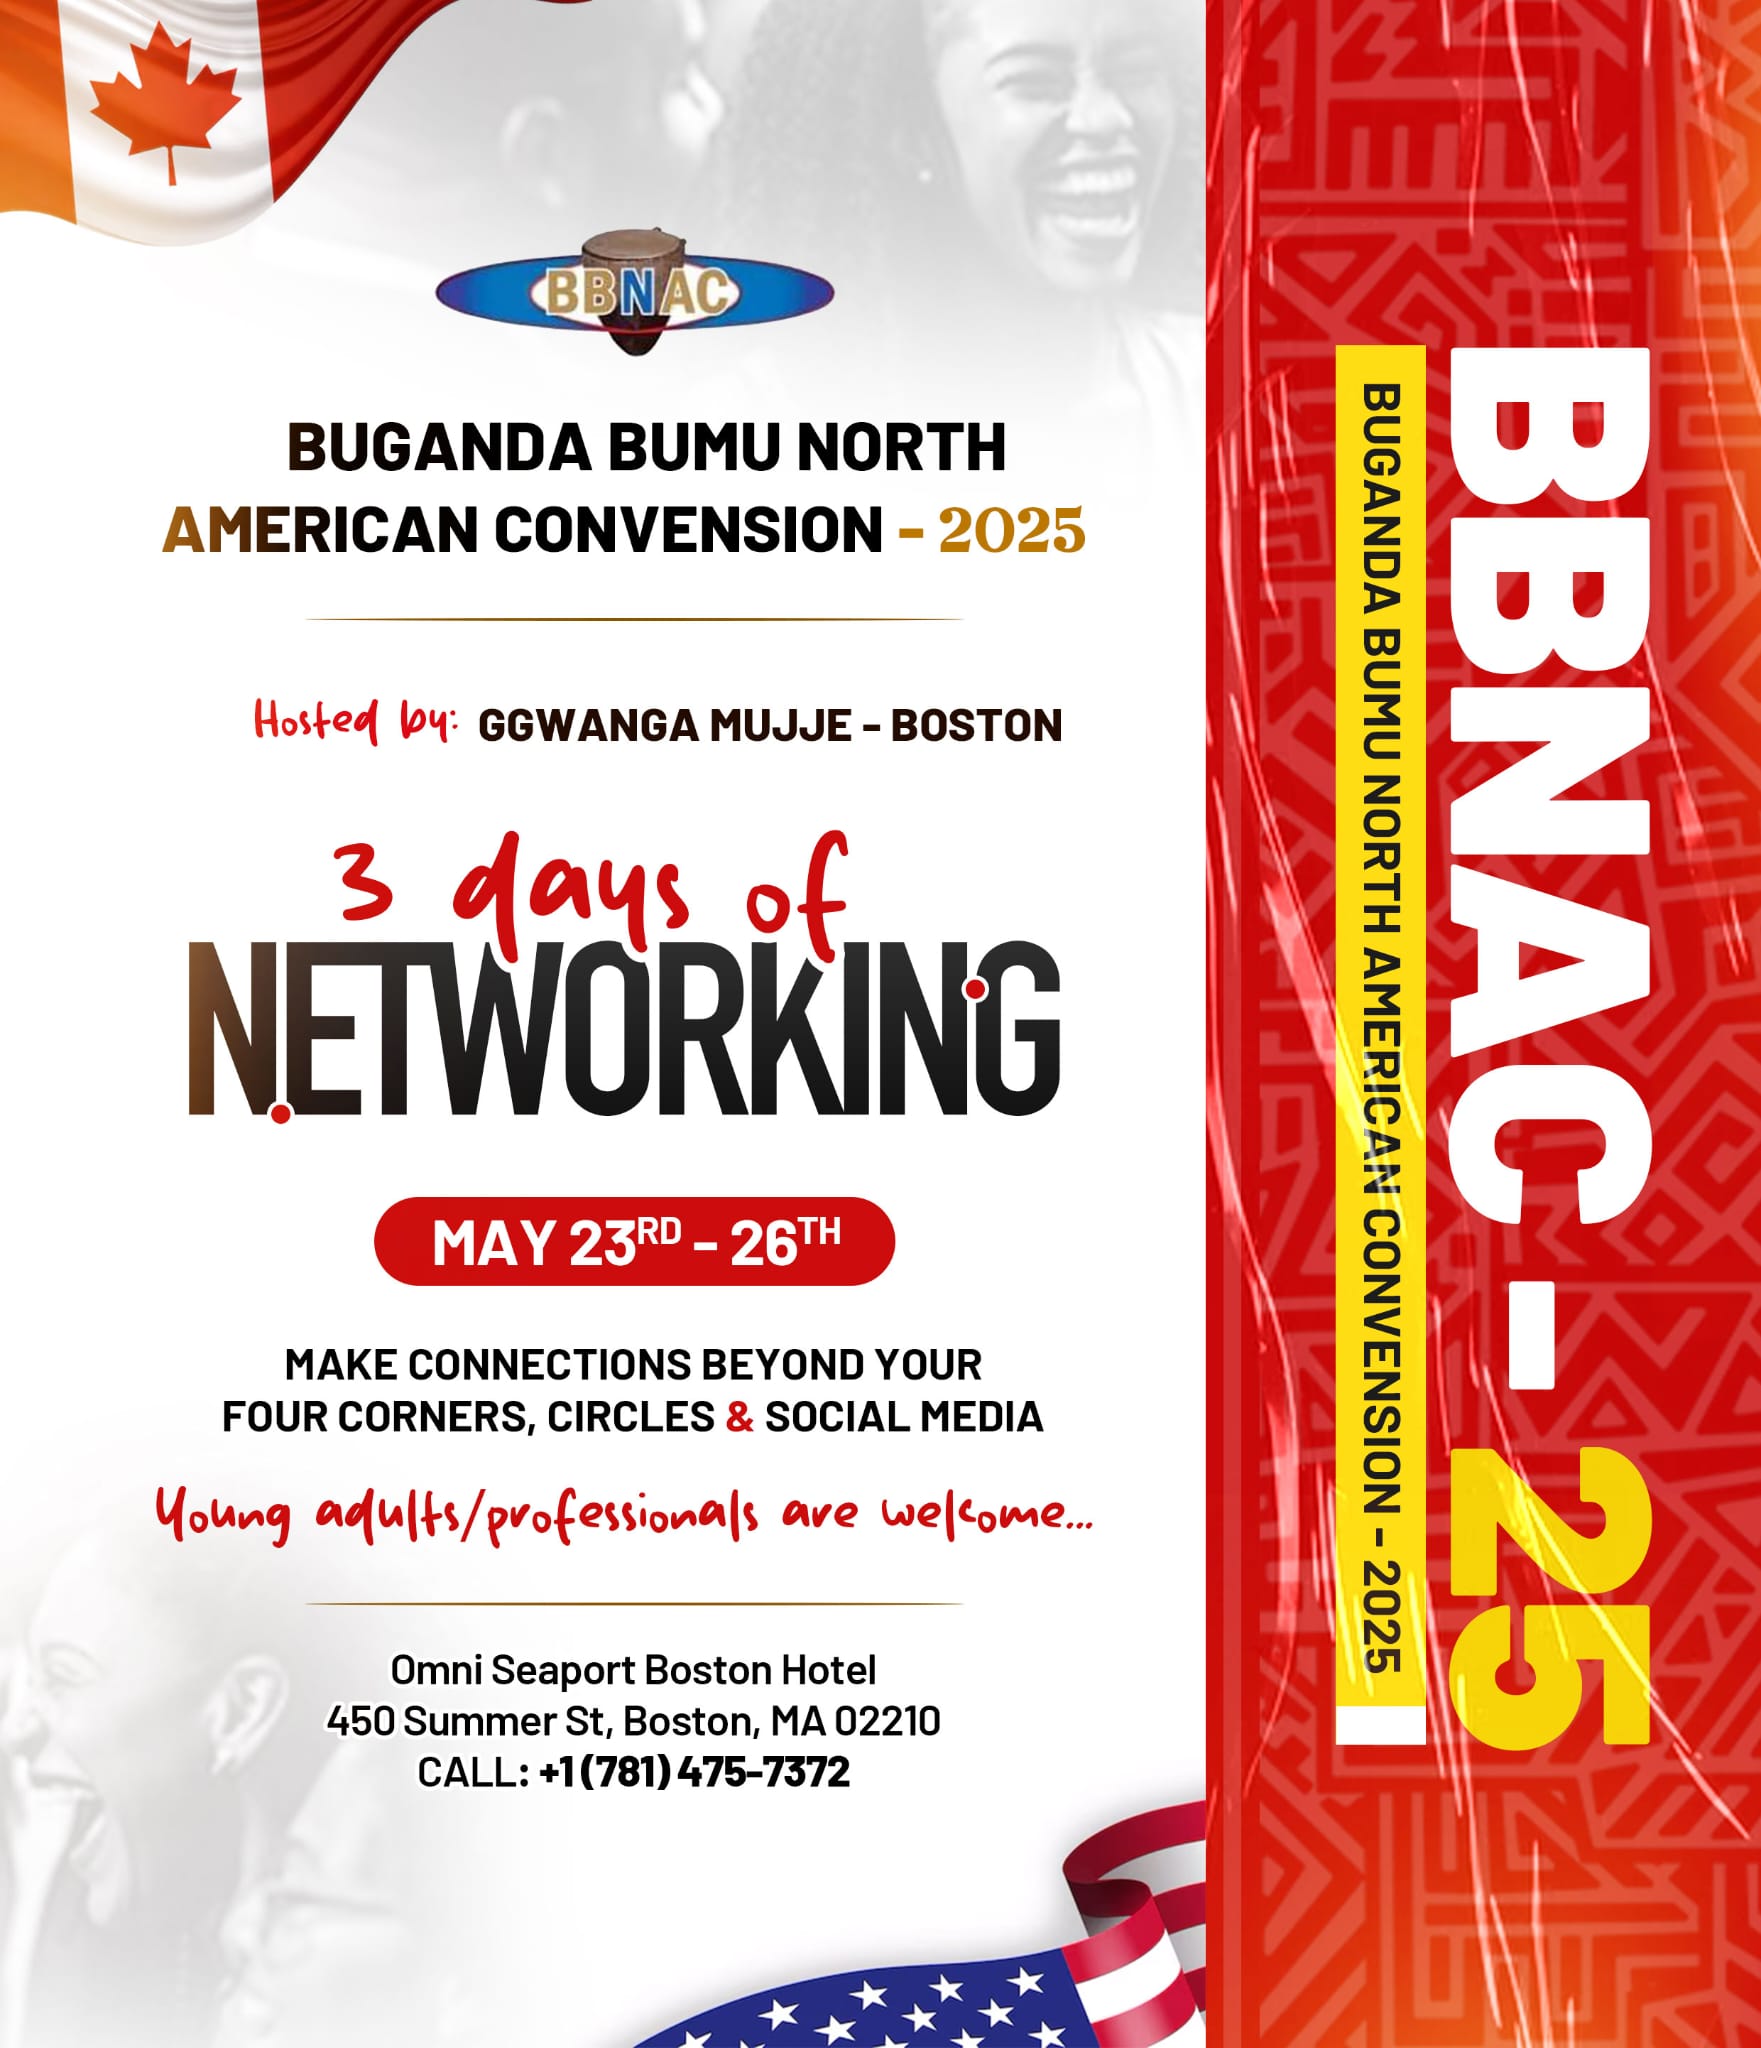 BBNAC
BUGANDA BUMU NORTH
AMERICAN CONVENSION - 2025
Hosted by: GGWANGA MUJJE - BOSTON
3 days of
NETWORKING
MAY 23RD - 26TH
MAKE CONNECTIONS BEYOND YOUR
FOUR CORNERS, CIRCLES & SOCIAL MEDIA
Young adults/professionals are welcome...
Omni Seaport Boston Hotel
450 Summer St, Boston, MA 02210
CALL: +1 (781) 475-7372
BBNAC - 25
BUGANDA BUMU NORTH AMERICAN CONVENSION - 2025